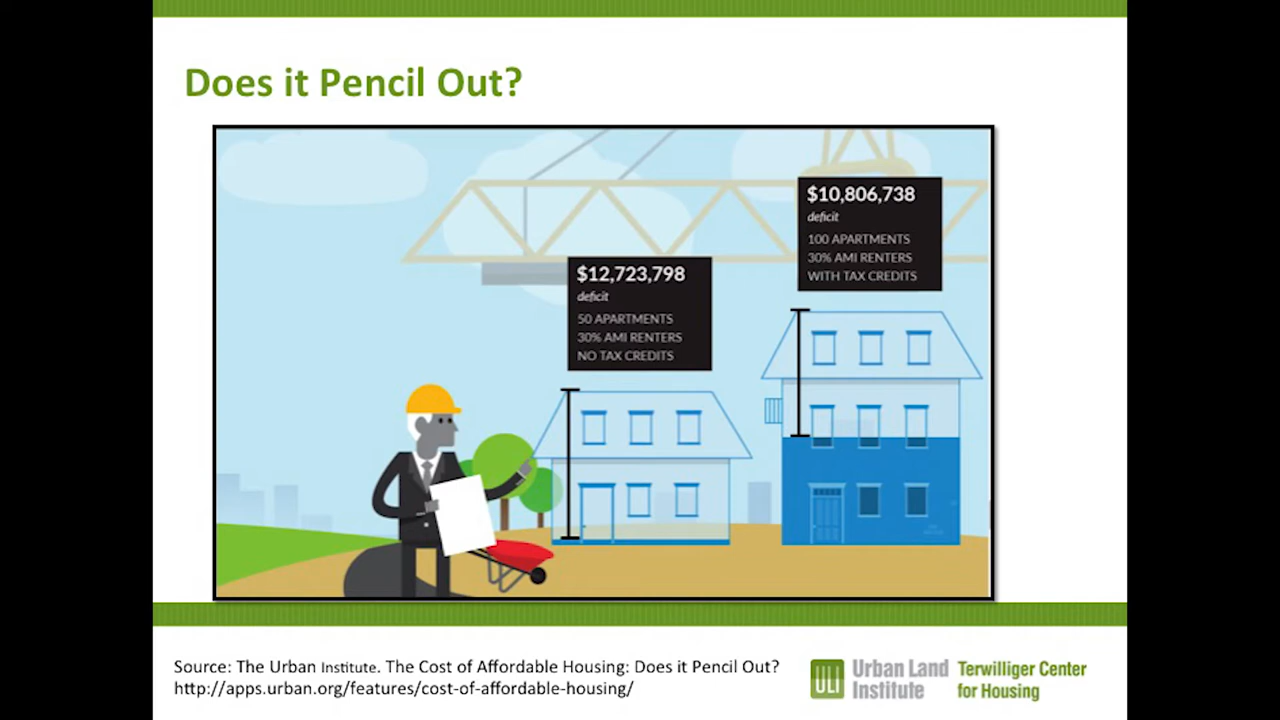 Does it Pencil Out?
$10,806,738
deficit
100 APARTMENTS
30% AMI RENTERS
WITH TAX CREDITS
$12,723,798
deficit
50 APARTMENTS
30% AMI RENTERS
NO TAX CREDITS
Source: The Urban Institute. The Cost of Affordable Housing: Does it Pencil Out?
http://apps.urban.org/features/cost-of-affordable-housing/
ULI
Urban Land
Institute
Terwilliger Center
for Housing